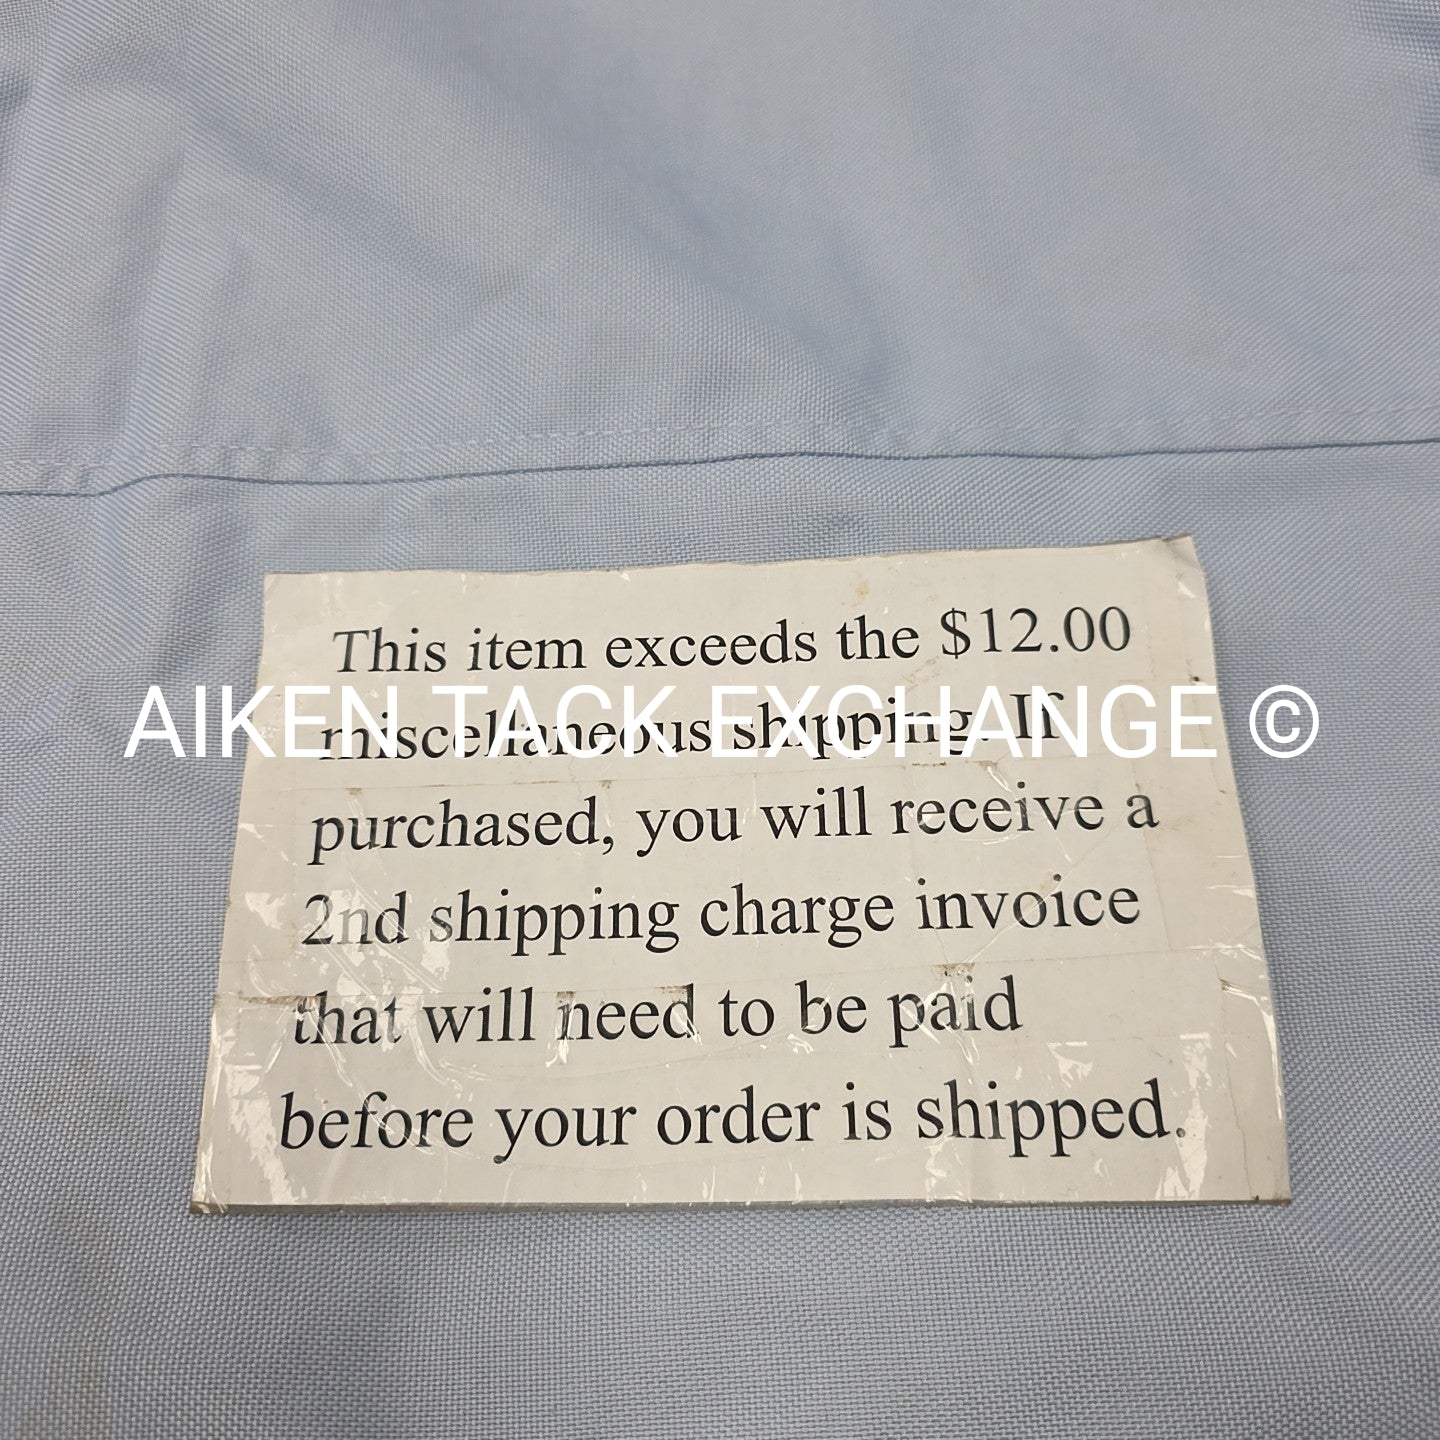 This item exceeds the $12.00
AIKEN TACK EXCHANGE ©
miscellaneous shipping. If
purchased, you will receive a
2nd shipping charge invoice
that will need to be paid
before your order is shipped.